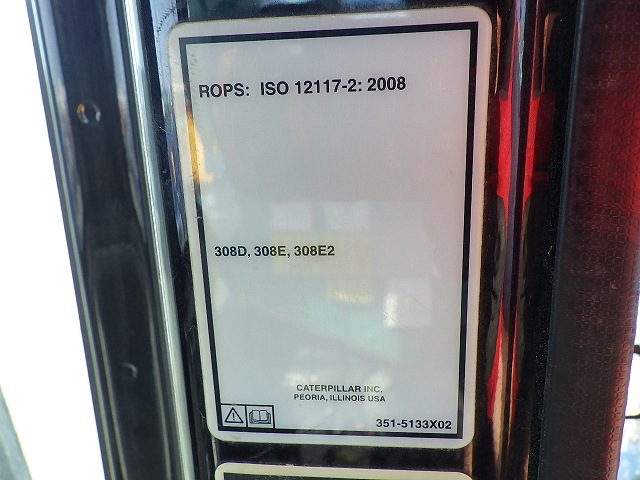 ROPS: ISO 12117-2: 2008
308D, 308E, 308E2
CATERPILLAR INC.
PEORIA, ILLINOIS USA
351-5133X02